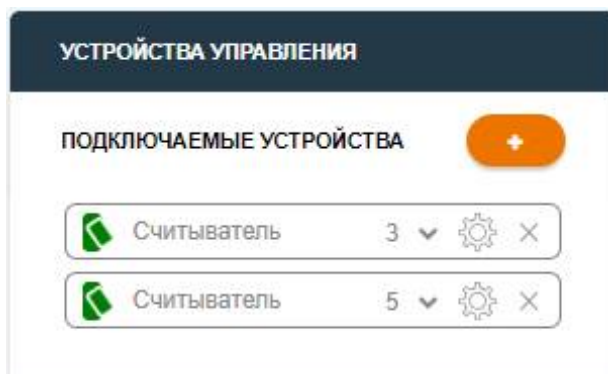 УСТРОЙСТВА УПРАВЛЕНИЯ
ПОДКЛЮЧАЕМЫЕ УСТРОЙСТВА +
Считыватель 3
Считыватель 5